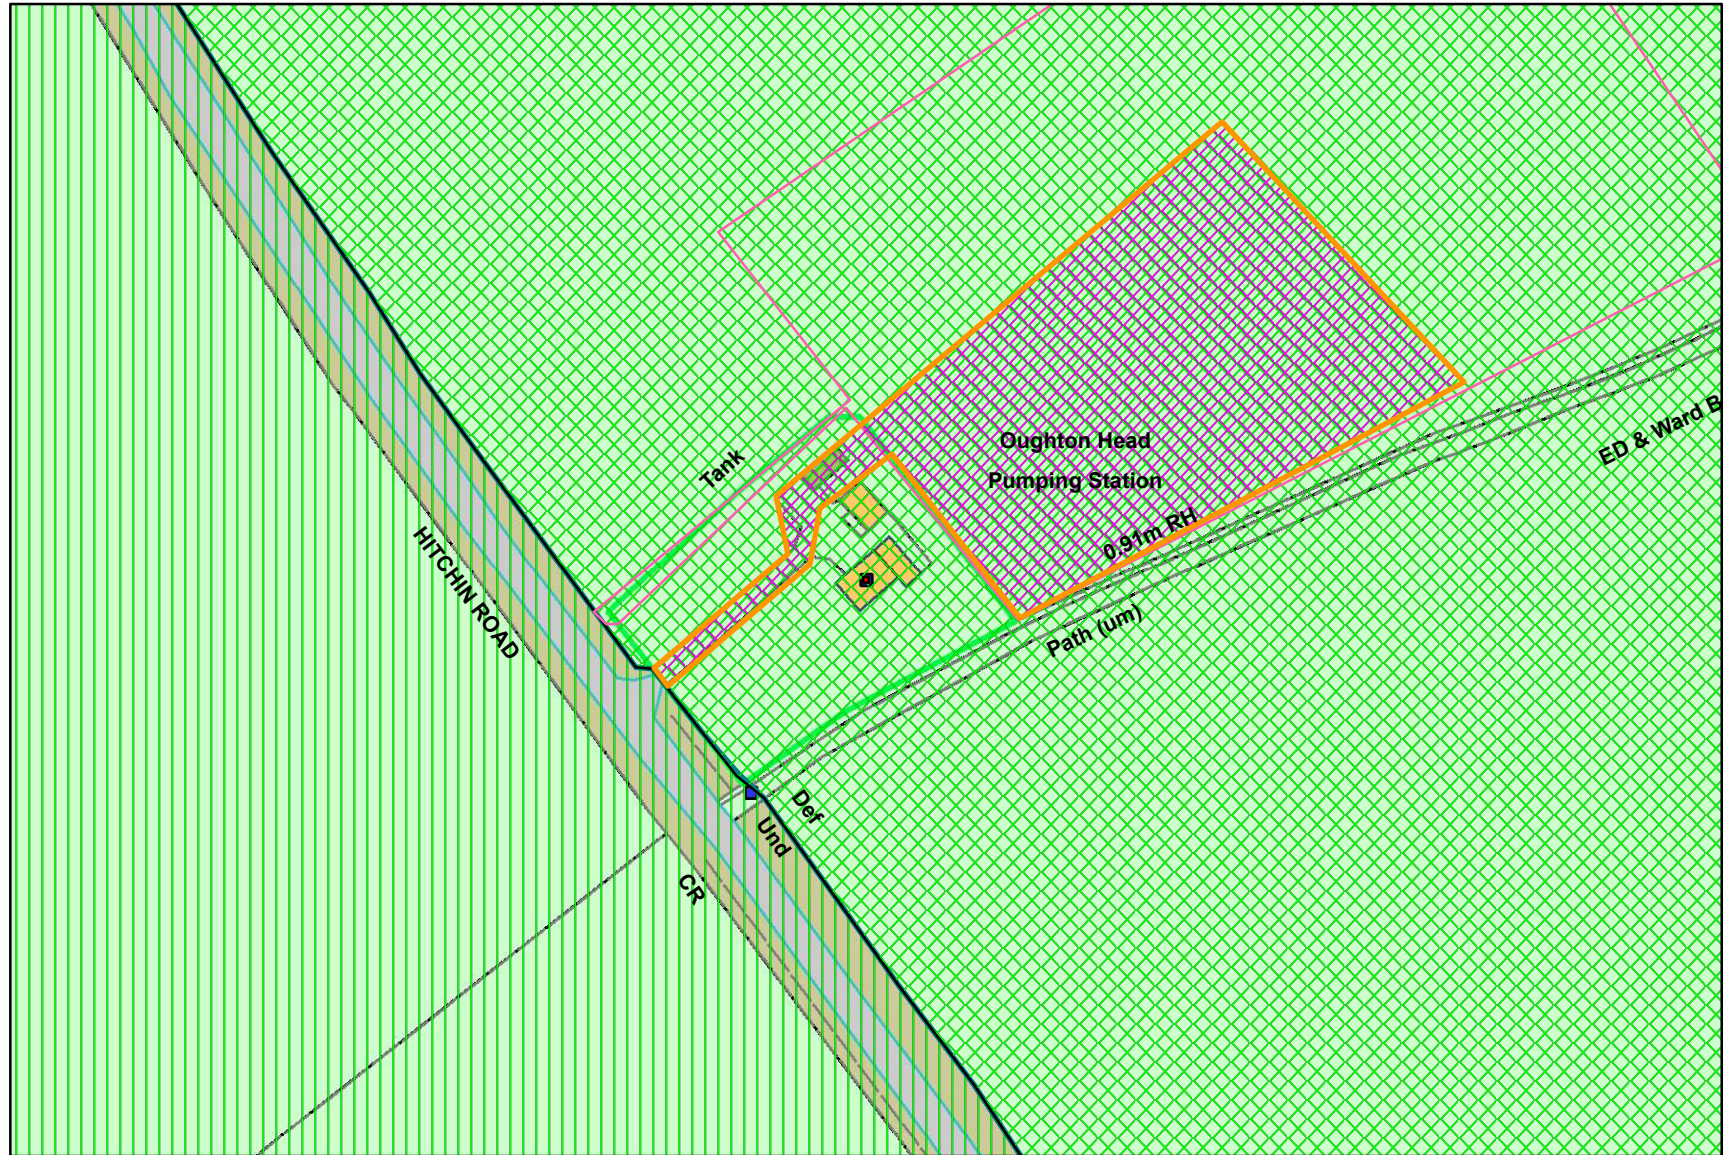 Oughton Head
Pumping Station
Tank
ED & Ward B
0.91m RH
HITCHIN ROAD
Path (um)
Def
Und
CR